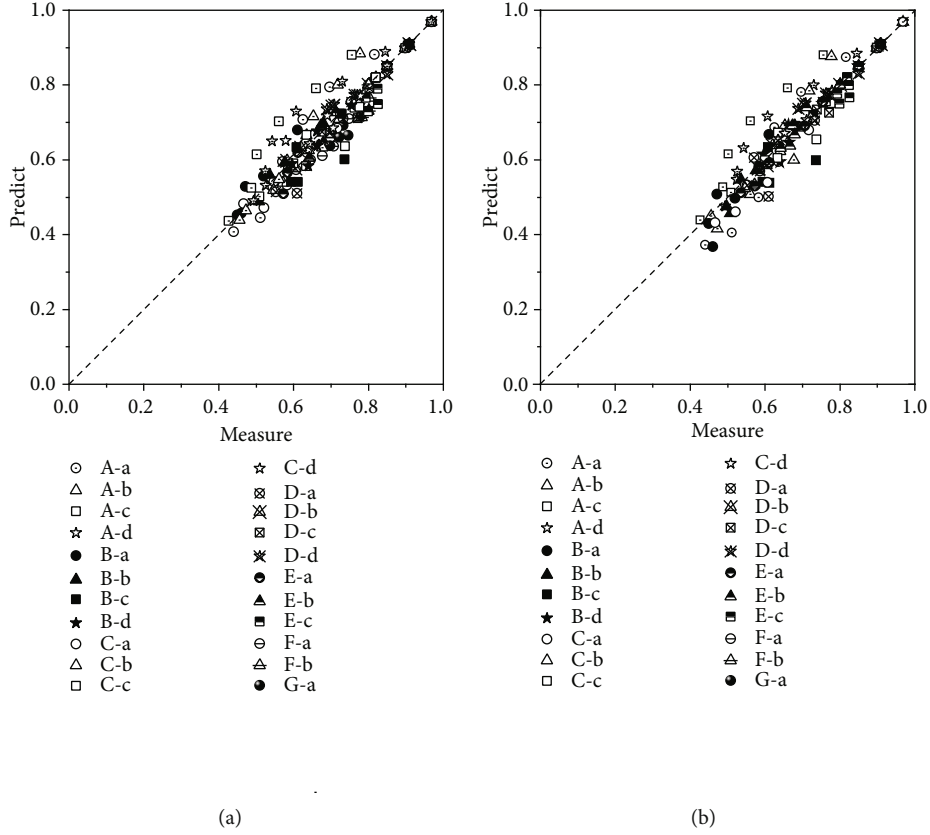 1.0
0.8
0.6
0.4
0.2
0.0
Predict
0.0 0.2 0.4 0.6 0.8 1.0
Measure
A-a
A-b
A-c
A-d
B-a
B-b
B-c
B-d
C-a
C-b
C-c
C-d
D-a
D-b
D-c
D-d
E-a
E-b
E-c
F-a
F-b
G-a
(a)
1.0
0.8
0.6
0.4
0.2
0.0
Predict
0.0 0.2 0.4 0.6 0.8 1.0
Measure
A-a
A-b
A-c
A-d
B-a
B-b
B-c
B-d
C-a
C-b
C-c
C-d
D-a
D-b
D-c
D-d
E-a
E-b
E-c
F-a
F-b
G-a
(b)